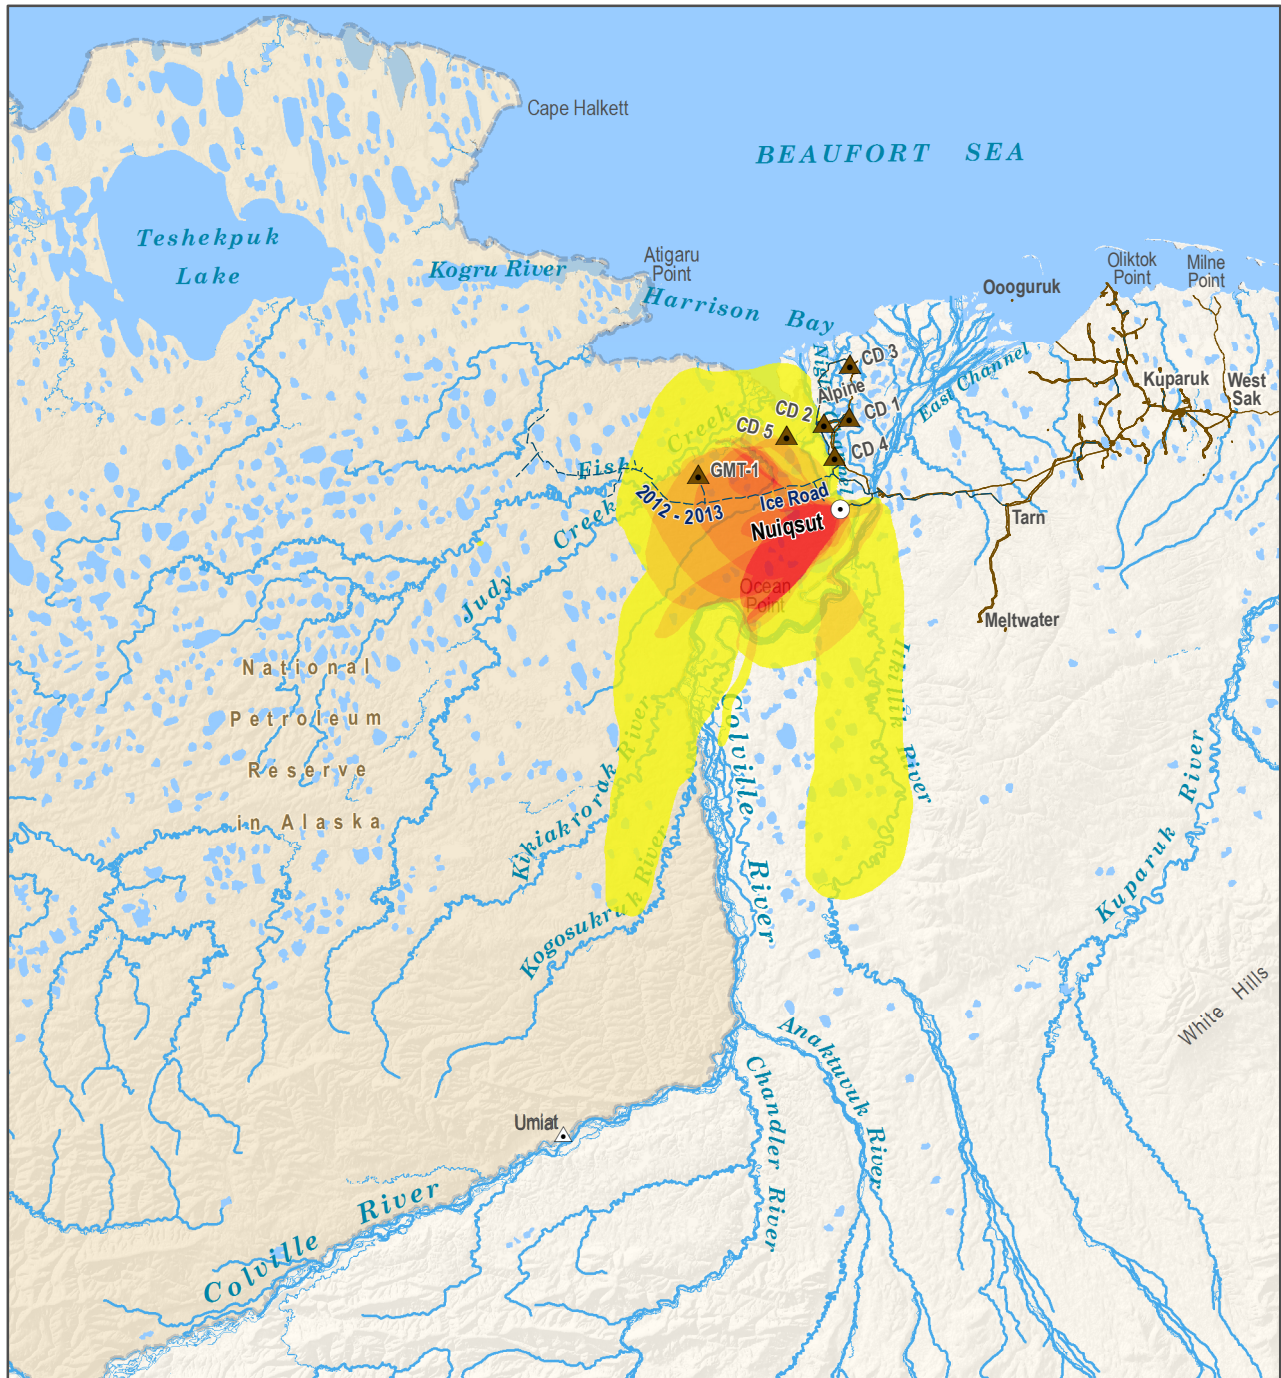 Cape Halkett
BEAUFORT SEA
Teshekpuk
Lake
Kogru River
Atigaru
Point
Harrison Bay
Oooguruk
Oliktok
Point
Milne
Point
CD 3
Alpine
East Channel
Kuparuk
West
Sak
CD 2
CD 1
CD 5
CD 4
Creek
Fish
GMT-1
2012 - 2013
Ice Road
Nuiqsut
Creek
Judy
Tarn
Ocean
Point
Meltwater
National
Petroleum
Reserve
in Alaska
Colville
River
River
Kikiakrorak River
Kogosukruk River
Kuparuk River
White Hills
Anaktuvuk River
Chandler River
Umiat
Colville River